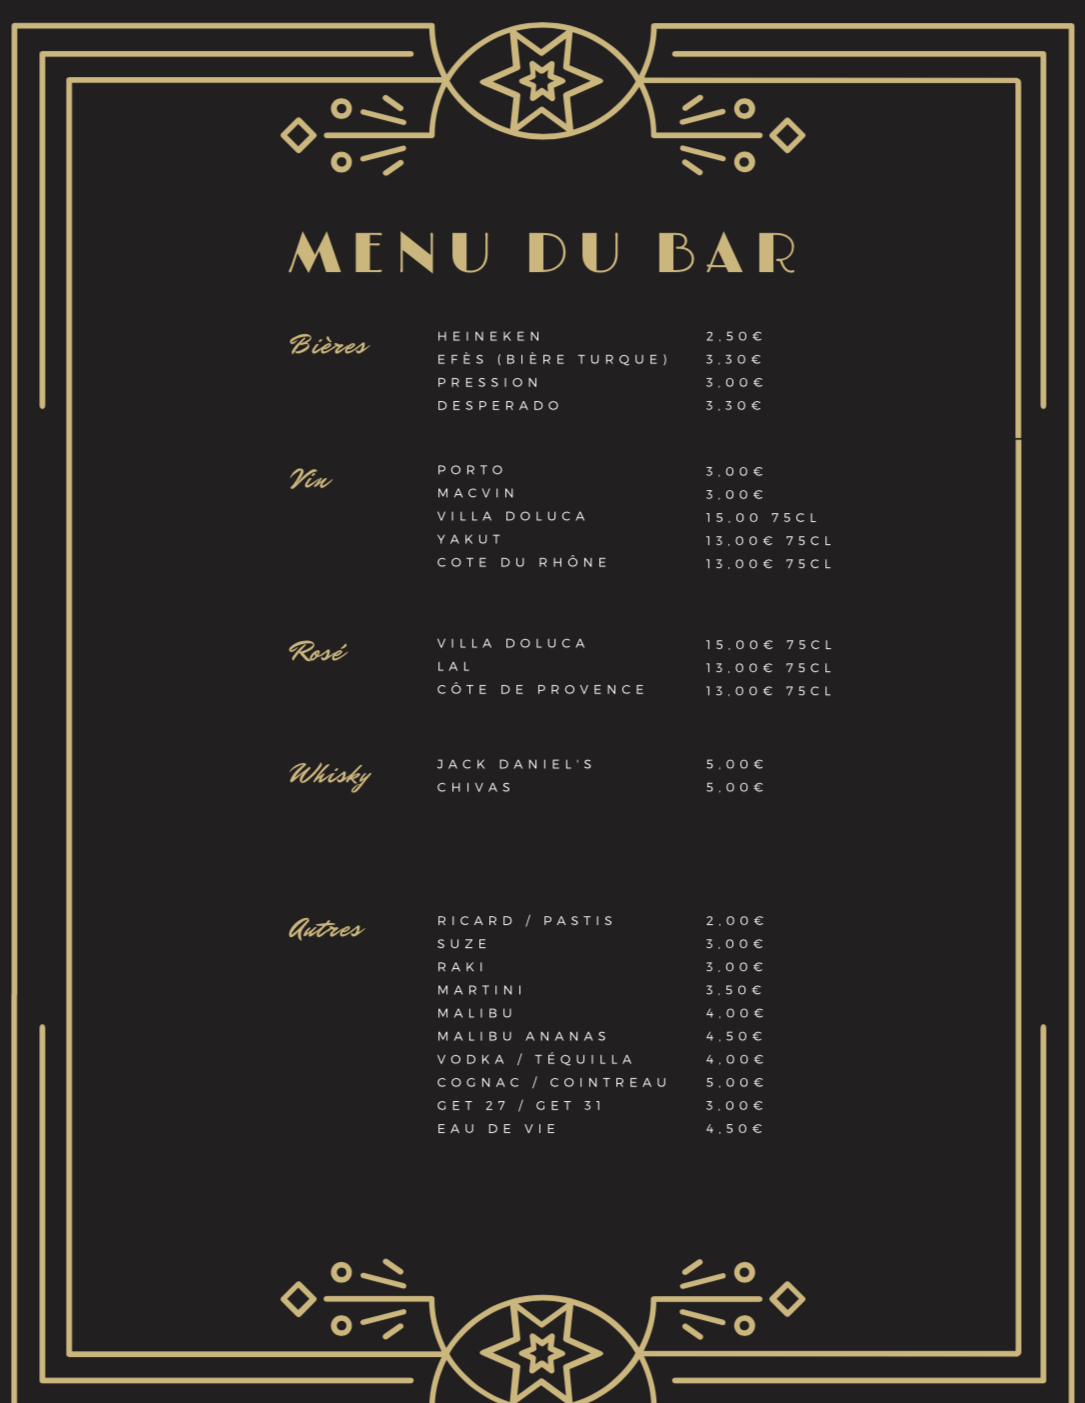 MENU DU BAR
Bières
HEINEKEN 2,50€
EFÈS (BIÈRE TURQUE) 3,30€
PRESSION 3,00€
DESPERADO 3,30€
Vin
PORTO 3,00€
MACVIN 3,00€
VILLA DOLUCA 15,00 75CL
YAKUT 13,00€ 75CL
COTE DU RHÔNE 13,00€ 75CL
Rosé
VILLA DOLUCA 15,00€ 75CL
LAL 13,00€ 75CL
CÔTE DE PROVENCE 13,00€ 75CL
Whisky
JACK DANIEL'S 5,00€
CHIVAS 5,00€
Autres
RICARD / PASTIS 2,00€
SUZE 3,00€
RAKI 3,00€
MARTINI 3,50€
MALIBU 4,00€
MALIBU ANANAS 4,50€
VODKA / TÉQUILLA 4,00€
COGNAC / COINTREAU 5,00€
GET 27 / GET 31 3,00€
EAU DE VIE 4,50€